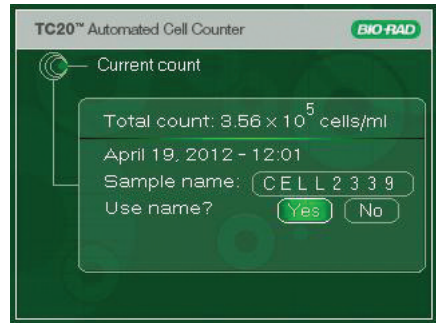 TC20™ Automated Cell Counter BIO-RAD
Current count
Total count: 3.56 × 10⁵ cells/ml
April 19, 2012 - 12:01
Sample name: CELL2339
Use name? Yes No